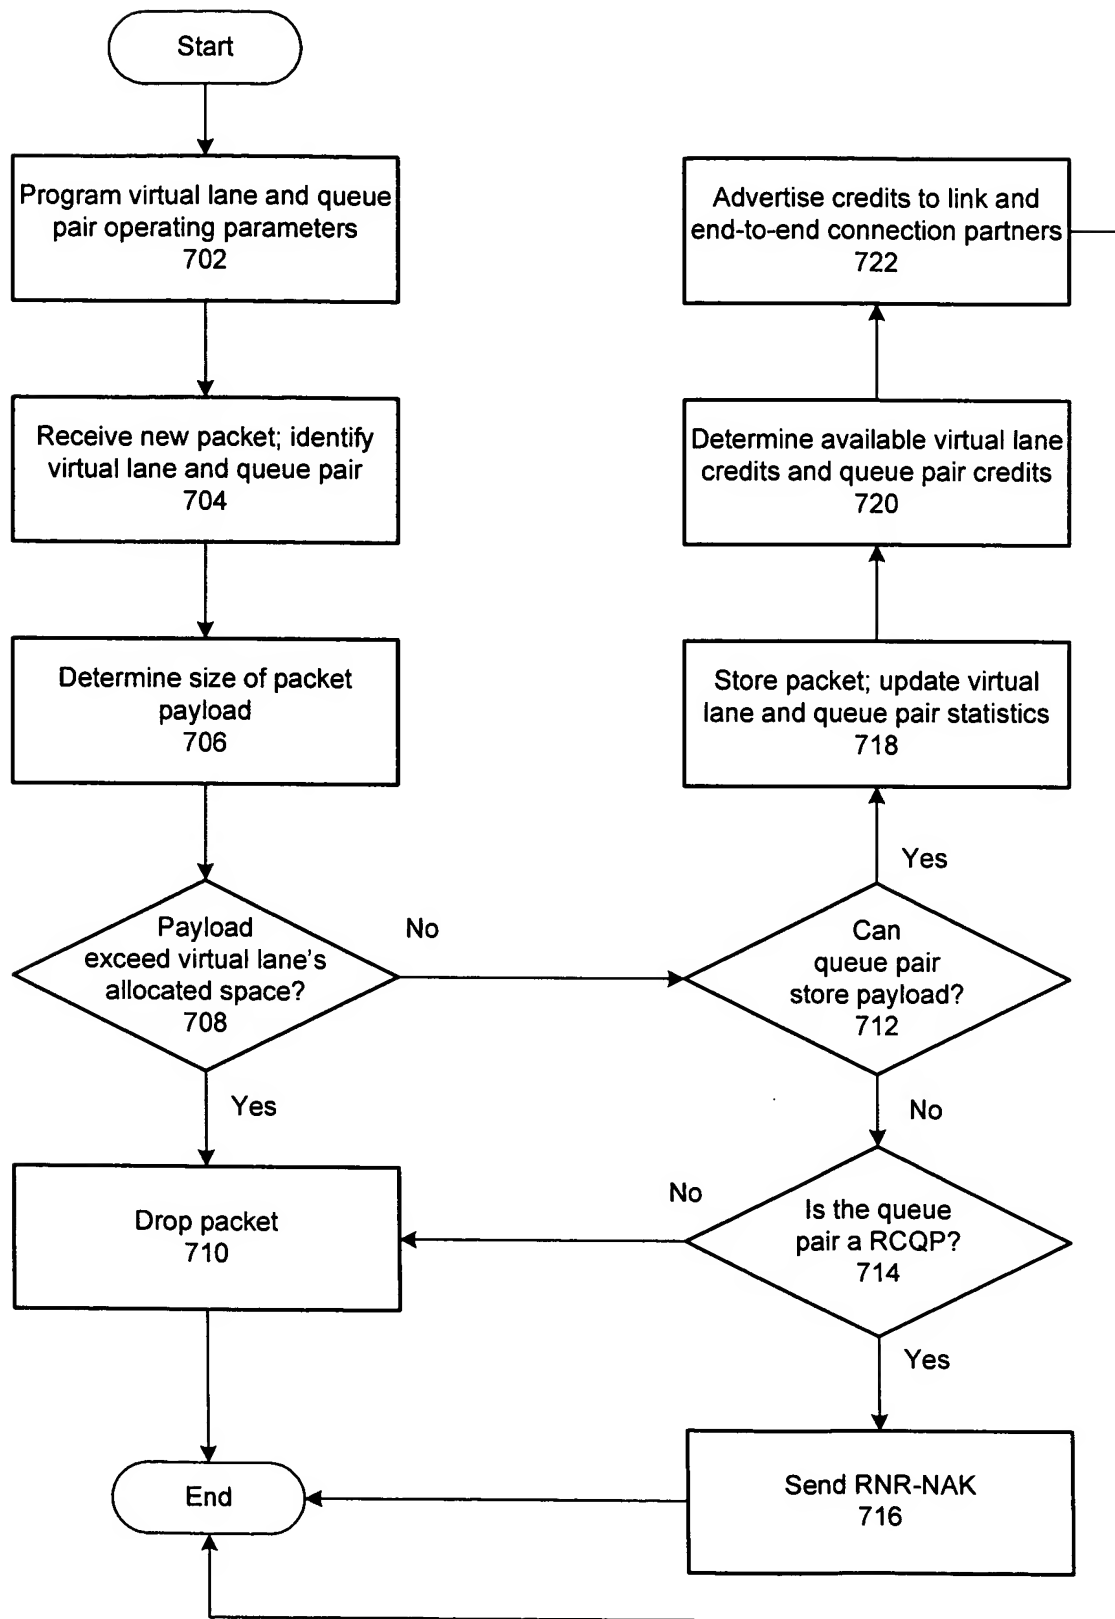 Start
Program virtual lane and queue
pair operating parameters
702
Receive new packet; identify
virtual lane and queue pair
704
Determine size of packet
payload
706
Payload
exceed virtual lane's
allocated space?
708
No
Yes
Drop packet
710
End
Advertise credits to link and
end-to-end connection partners
722
Determine available virtual lane
credits and queue pair credits
720
Store packet; update virtual
lane and queue pair statistics
718
Yes
Can
queue pair
store payload?
712
No
No
Is the queue
pair a RCQP?
714
Yes
Send RNR-NAK
716